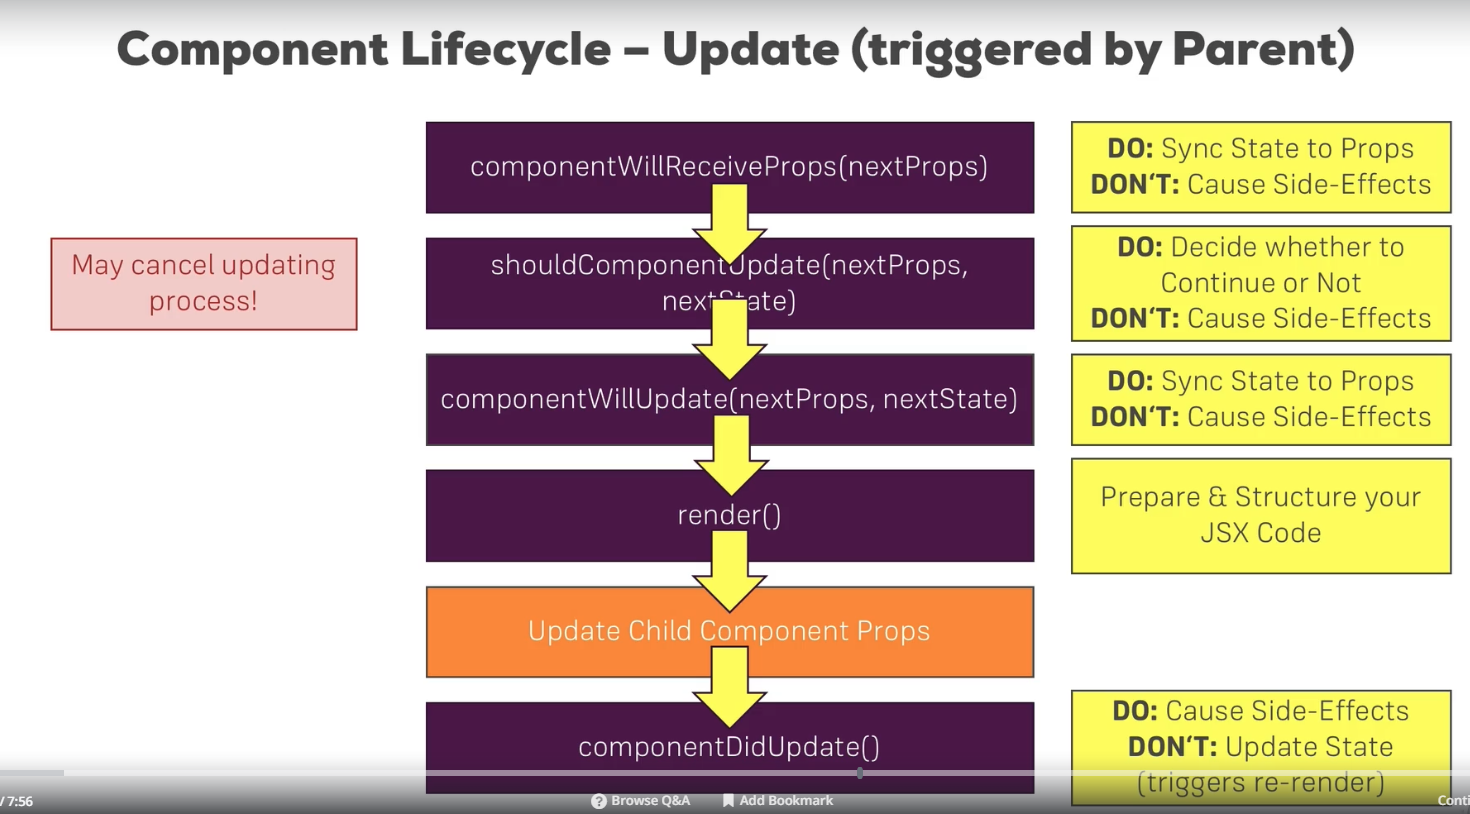 Component Lifecycle – Update (triggered by Parent)
componentWillReceiveProps(nextProps)
DO: Sync State to Props
DON‘T: Cause Side-Effects
May cancel updating
process!
shouldComponentUpdate(nextProps,
nextState)
DO: Decide whether to
Continue or Not
DON‘T: Cause Side-Effects
componentWillUpdate(nextProps, nextState)
DO: Sync State to Props
DON‘T: Cause Side-Effects
render()
Prepare & Structure your
JSX Code
Update Child Component Props
componentDidUpdate()
DO: Cause Side-Effects
DON‘T: Update State
(triggers re-render)
/ 7:56
? Browse Q&A
Add Bookmark
Conti